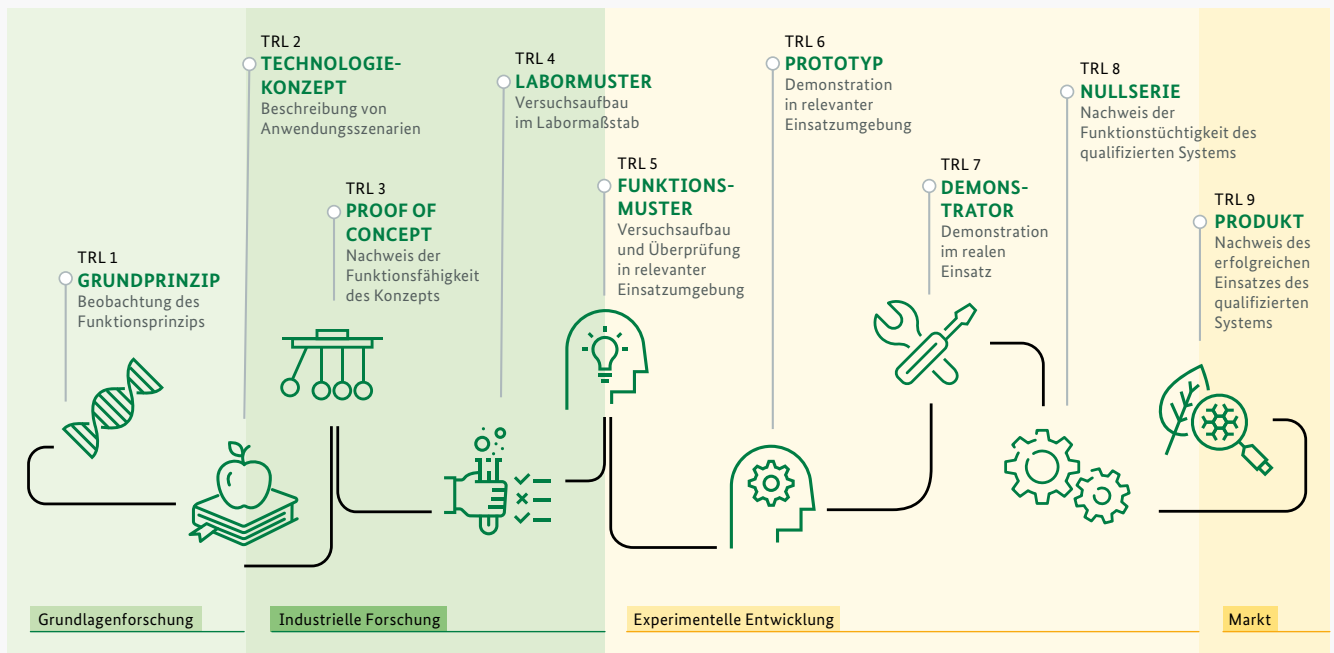 TRL 1
GRUNDPRINZIP
Beobachtung des
Funktionsprinzips
TRL 2
TECHNOLOGIE-
KONZEPT
Beschreibung von
Anwendungsszenarien
TRL 3
PROOF OF
CONCEPT
Nachweis der
Funktionsfähigkeit
des Konzepts
TRL 4
LABORMUSTER
Versuchsaufbau
im Labormaßstab
TRL 5
FUNKTIONS-
MUSTER
Versuchsaufbau
und Überprüfung
in relevanter
Einsatzumgebung
TRL 6
PROTOTYP
Demonstration
in relevanter
Einsatzumgebung
TRL 7
DEMONS-
TRATOR
Demonstration
im realen
Einsatz
TRL 8
NULLSERIE
Nachweis der
Funktionstüchtigkeit des
qualifizierten Systems
TRL 9
PRODUKT
Nachweis des
erfolgreichen
Einsatzes des
qualifizierten
Systems
Grundlagenforschung
Industrielle Forschung
Experimentelle Entwicklung
Markt